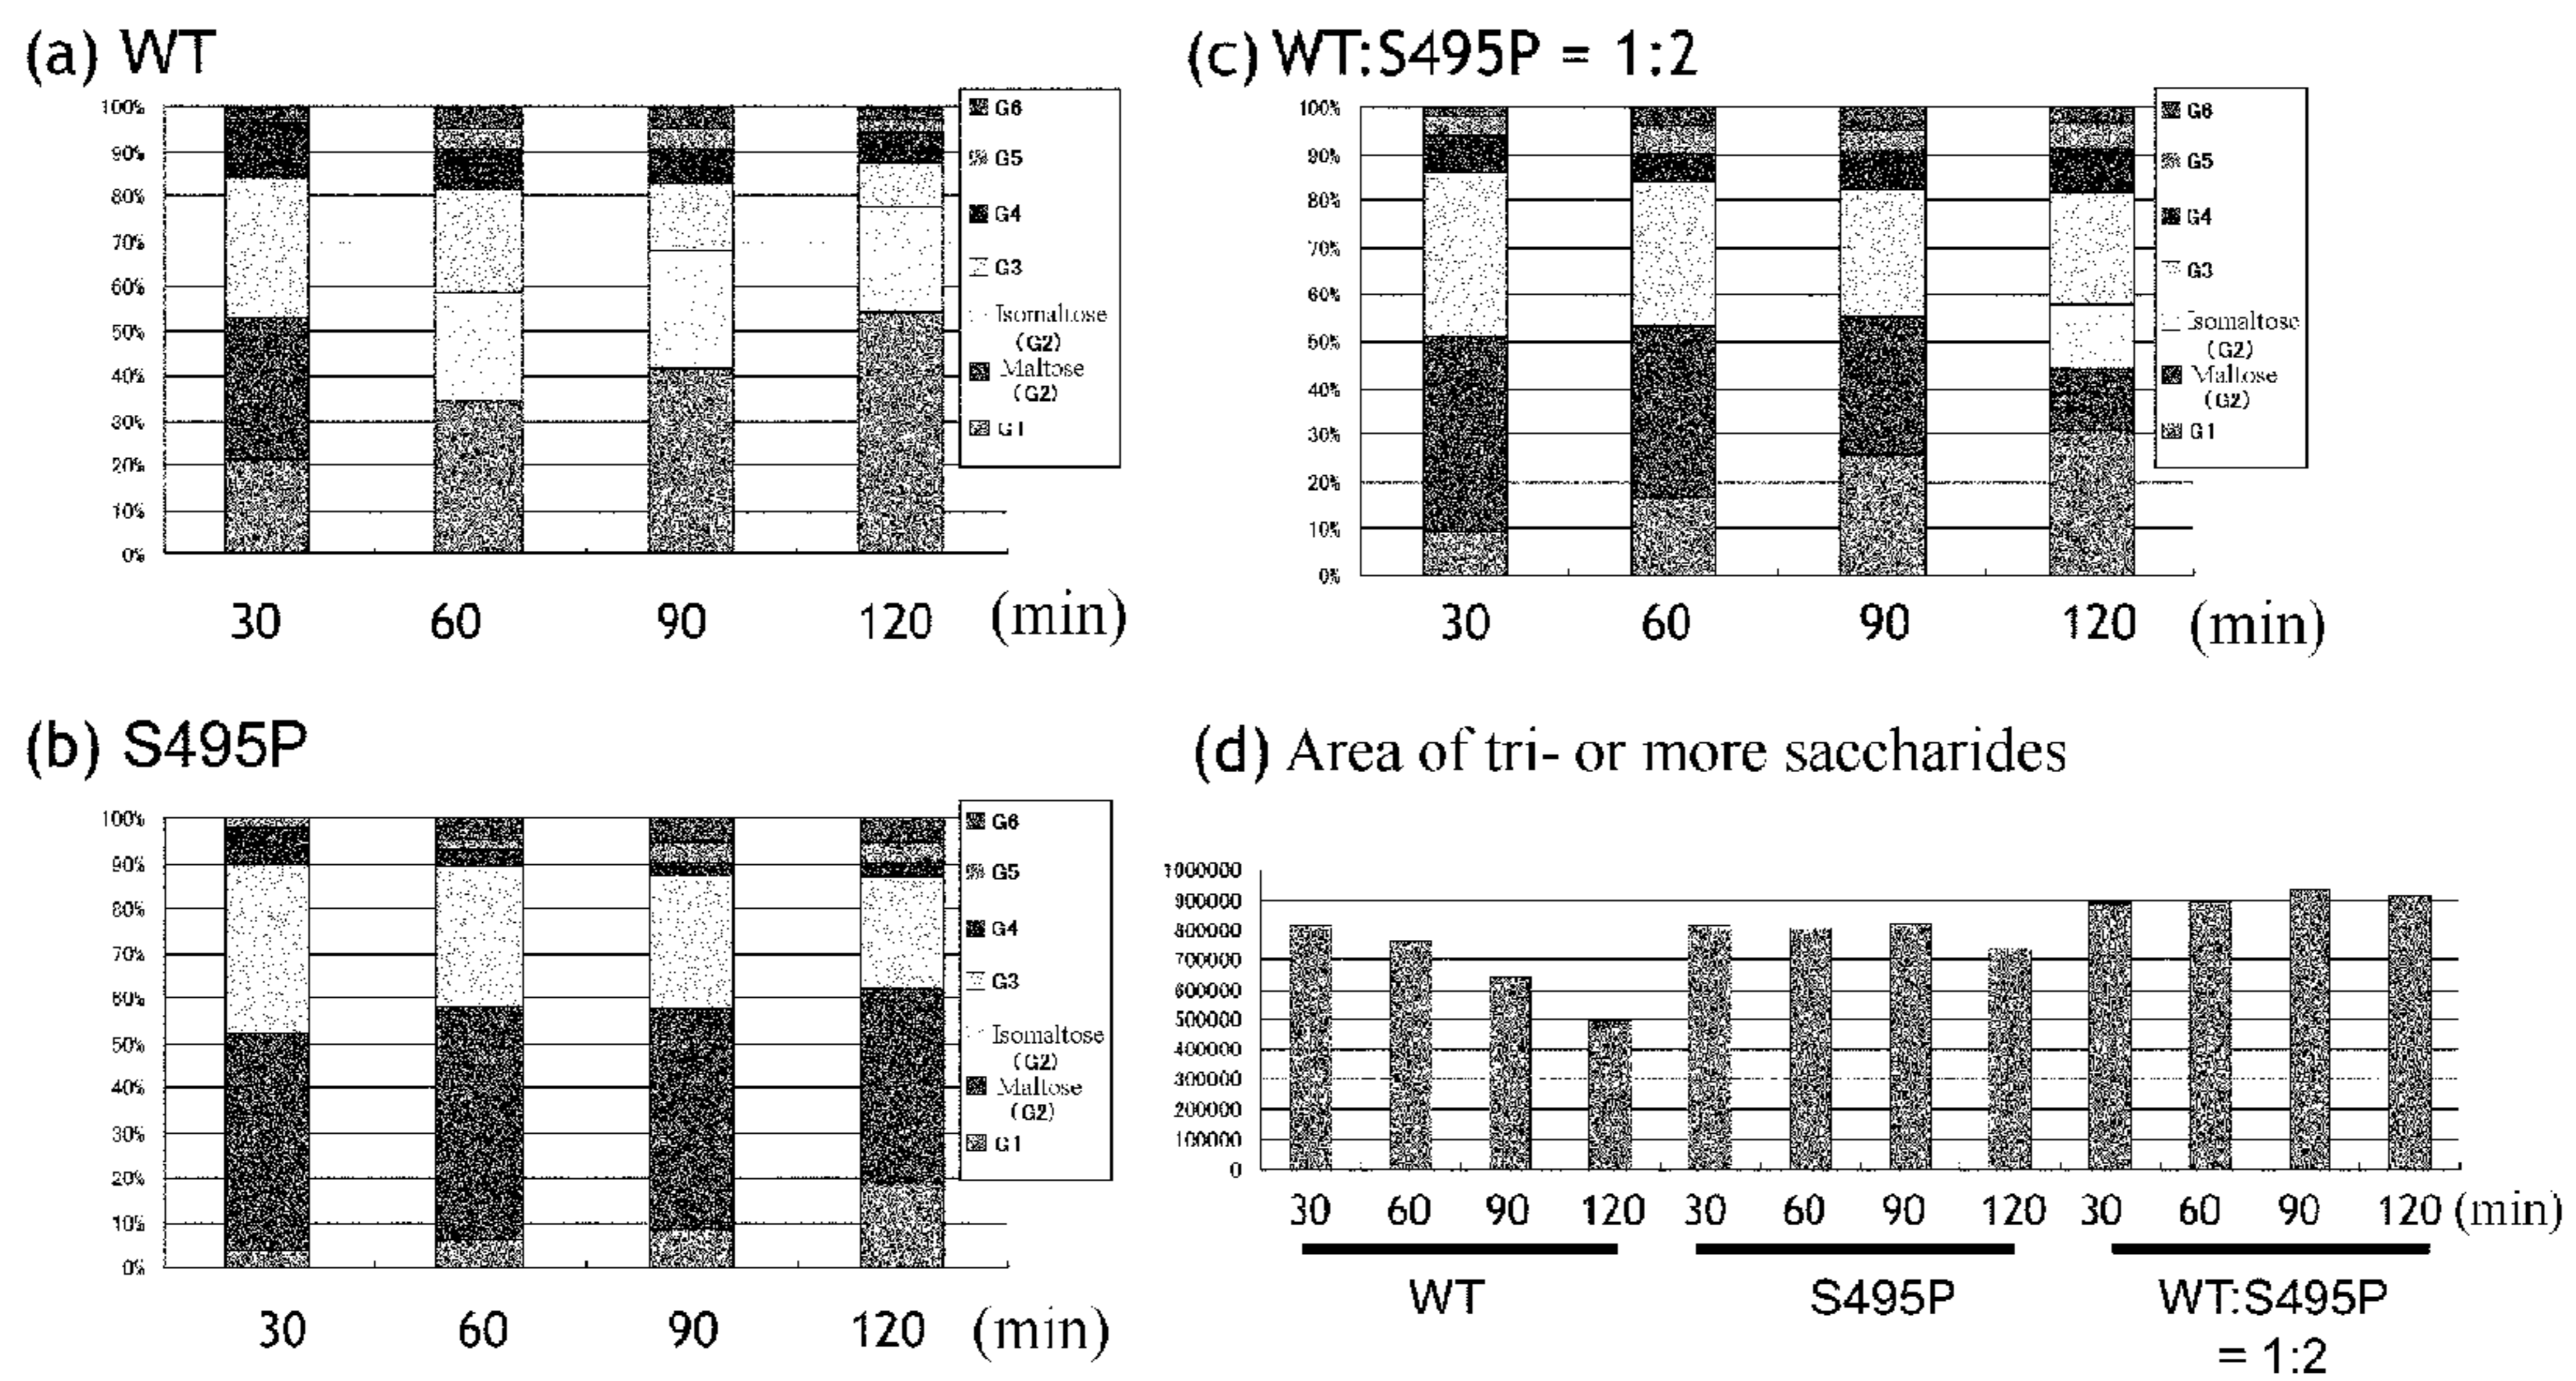 (a) WT
100%
90%
80%
70%
60%
50%
40%
30%
20%
10%
0%
G6
G5
G4
G3
Isomaltose
(G2)
Maltose
(G2)
G1
30 60 90 120 (min)
(c) WT:S495P = 1:2
100%
90%
80%
70%
60%
50%
40%
30%
20%
10%
0%
G6
G5
G4
G3
Isomaltose
(G2)
Maltose
(G2)
G1
30 60 90 120 (min)
(b) S495P
100%
90%
80%
70%
60%
50%
40%
30%
20%
10%
0%
G6
G5
G4
G3
Isomaltose
(G2)
Maltose
(G2)
G1
30 60 90 120 (min)
(d) Area of tri- or more saccharides
1000000
900000
800000
700000
600000
500000
400000
300000
200000
100000
0
30 60 90 120 30 60 90 120 30 60 90 120 (min)
WT S495P WT:S495P
= 1:2